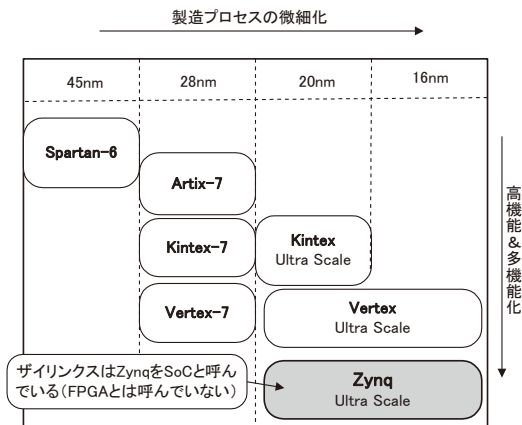 製造プロセスの微細化
45nm
28nm
20nm
16nm
Spartan-6
Artix-7
Kintex-7
Kintex
Ultra Scale
Vertex-7
Vertex
Ultra Scale
ザイリンクスはZynqをSoCと呼ん
でいる(FPGAとは呼んでいない)
Zynq
Ultra Scale
高機能&多機能化